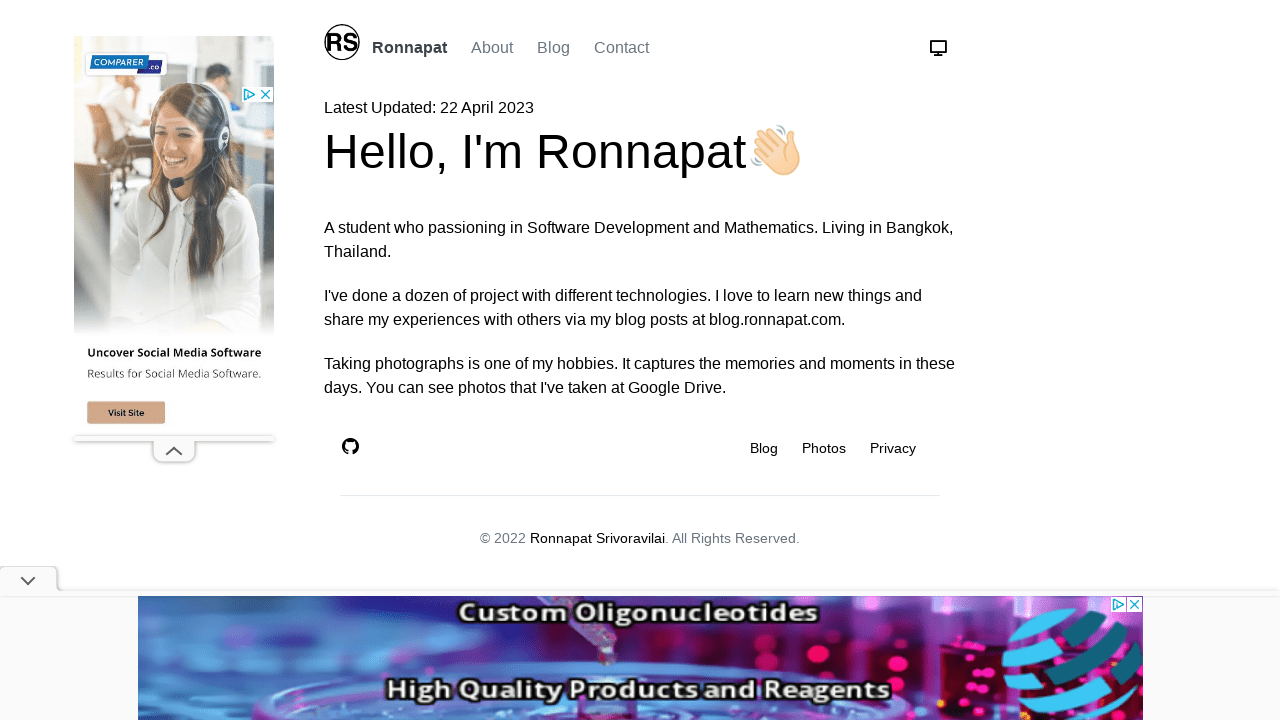 RS
Ronnapat
About
Blog
Contact
Latest Updated: 22 April 2023
Hello, I'm Ronnapat👋🏼
A student who passioning in Software Development and Mathematics. Living in Bangkok,
Thailand.
I've done a dozen of project with different technologies. I love to learn new things and
share my experiences with others via my blog posts at blog.ronnapat.com.
Taking photographs is one of my hobbies. It captures the memories and moments in these
days. You can see photos that I've taken at Google Drive.
COMPARER
.co
Uncover Social Media Software
Results for Social Media Software.
Visit Site
Blog
Photos
Privacy
© 2022 Ronnapat Srivoravilai. All Rights Reserved.
Custom Oligonucleotides
High Quality Products and Reagents